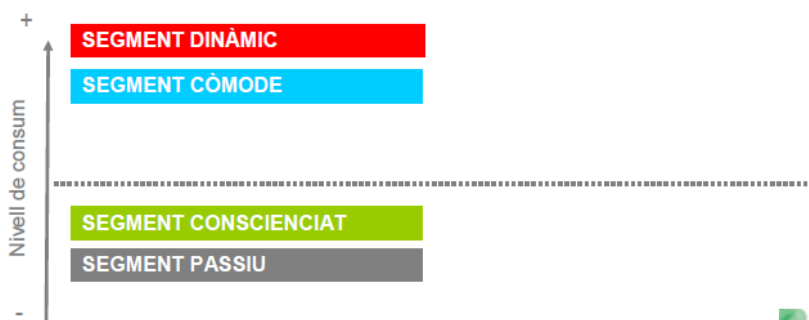 +
SEGMENT DINÀMIC
SEGMENT CÒMODE
Nivell de consum
SEGMENT CONSCIENCIAT
SEGMENT PASSIU
-